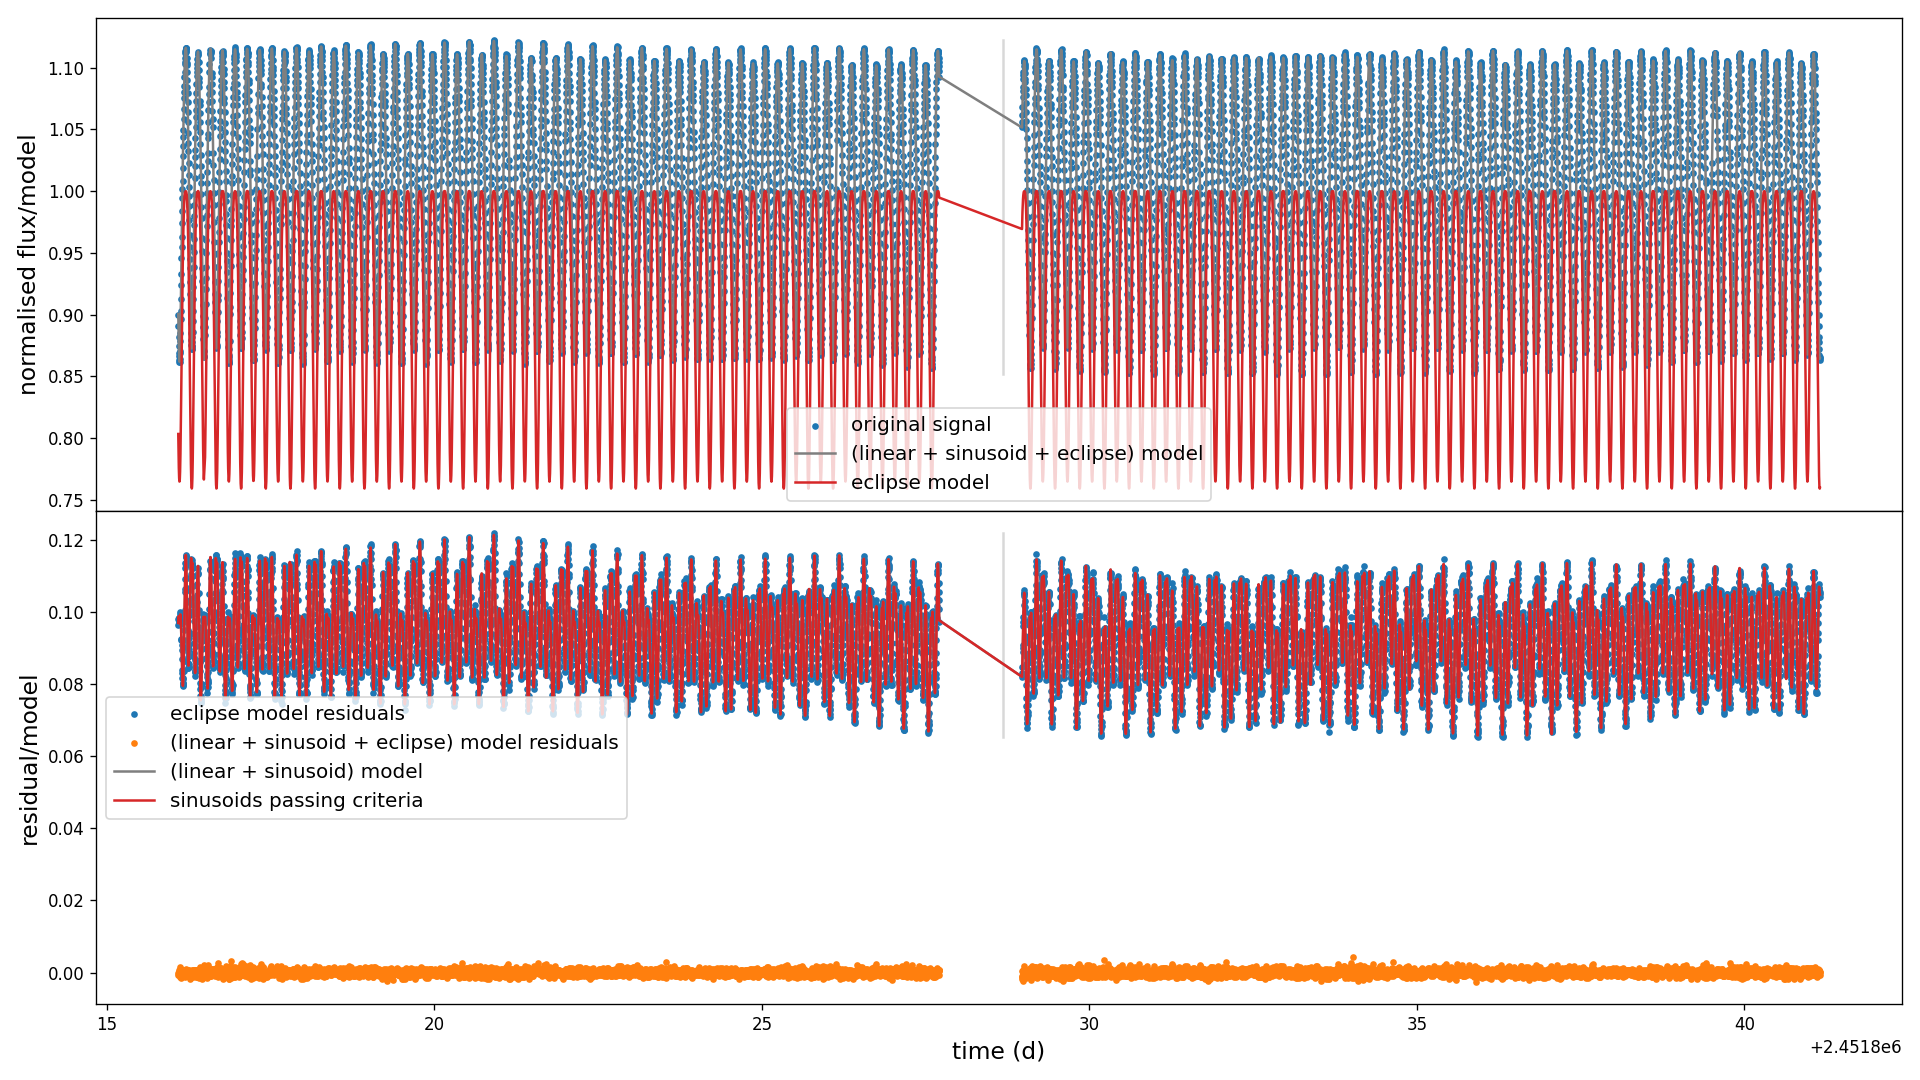 normalised flux/model
1.10
1.05
1.00
0.95
0.90
0.85
0.80
0.75
original signal
(linear + sinusoid + eclipse) model
eclipse model
residual/model
0.12
0.10
0.08
0.06
0.04
0.02
0.00
eclipse model residuals
(linear + sinusoid + eclipse) model residuals
(linear + sinusoid) model
sinusoids passing criteria
15 20 25 30 35 40
time (d)
+2.4518e6